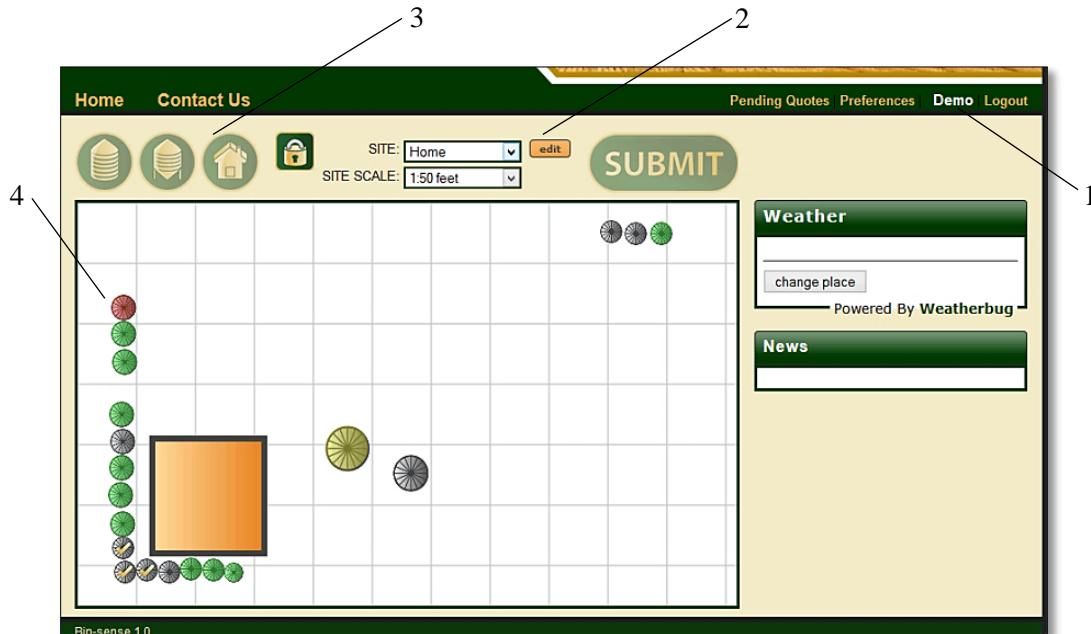 3
2
Home Contact Us
Pending Quotes Preferences Demo Logout
SITE: Home edit
SITE SCALE: 1:50 feet
SUBMIT
1
4
Weather
change place
Powered By Weatherbug
News
Bin-sense 1.0